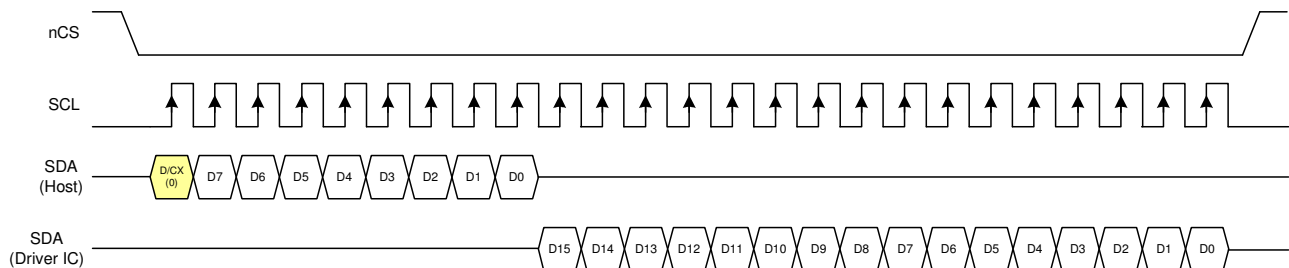 nCS
SCL
SDA
(Host)
D/CX
(0)
D7 D6 D5 D4 D3 D2 D1 D0
SDA
(Driver IC)
D15 D14 D13 D12 D11 D10 D9 D8 D7 D6 D5 D4 D3 D2 D1 D0